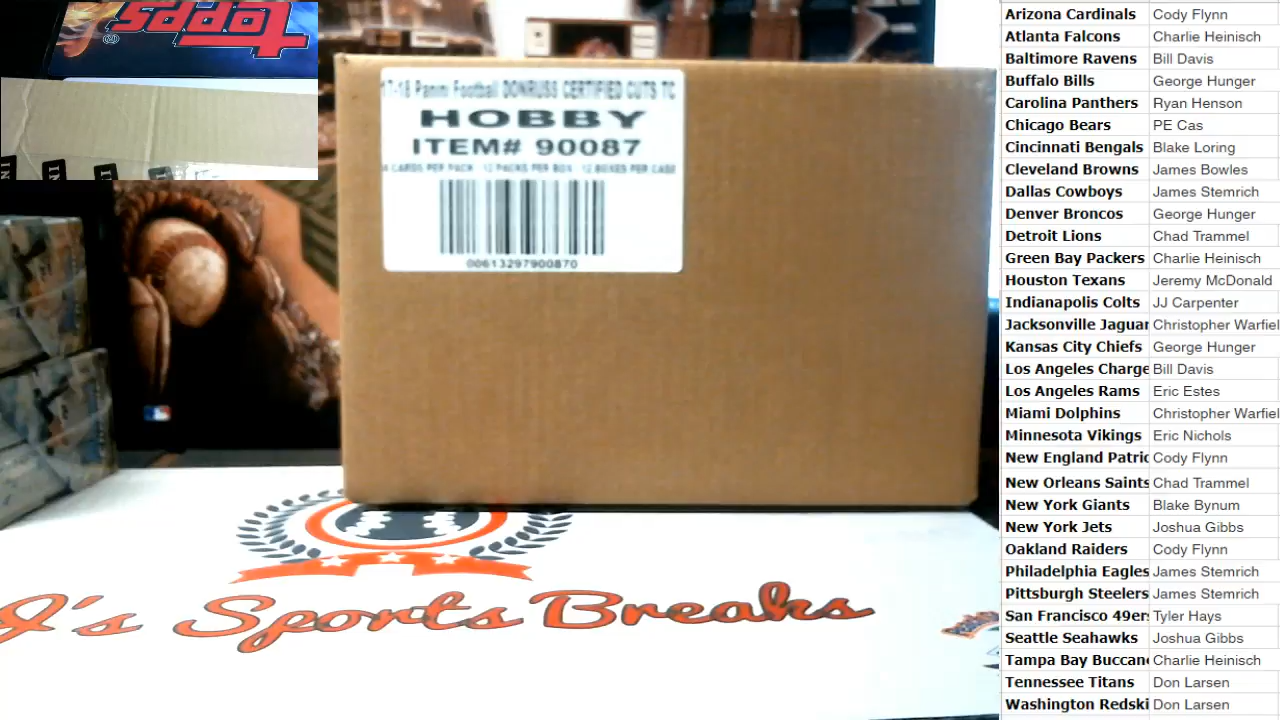 topps
17-18 Panini Football DONRUSS CERTIFIED CUTS TC
HOBBY
ITEM# 90087
CARDS PER PACK 12 PACKS PER BOX 12 BOXES PER CASE
00613297900870
J's Sports Breaks
Arizona Cardinals Cody Flynn
Atlanta Falcons Charlie Heinisch
Baltimore Ravens Bill Davis
Buffalo Bills George Hunger
Carolina Panthers Ryan Henson
Chicago Bears PE Cas
Cincinnati Bengals Blake Loring
Cleveland Browns James Bowles
Dallas Cowboys James Stemrich
Denver Broncos George Hunger
Detroit Lions Chad Trammel
Green Bay Packers Charlie Heinisch
Houston Texans Jeremy McDonald
Indianapolis Colts JJ Carpenter
Jacksonville Jaguar Christopher Warfiel
Kansas City Chiefs George Hunger
Los Angeles Charge Bill Davis
Los Angeles Rams Eric Estes
Miami Dolphins Christopher Warfiel
Minnesota Vikings Eric Nichols
New England Patric Cody Flynn
New Orleans Saints Chad Trammel
New York Giants Blake Bynum
New York Jets Joshua Gibbs
Oakland Raiders Cody Flynn
Philadelphia Eagles James Stemrich
Pittsburgh Steelers James Stemrich
San Francisco 49ers Tyler Hays
Seattle Seahawks Joshua Gibbs
Tampa Bay Buccane Charlie Heinisch
Tennessee Titans Don Larsen
Washington Redski Don Larsen